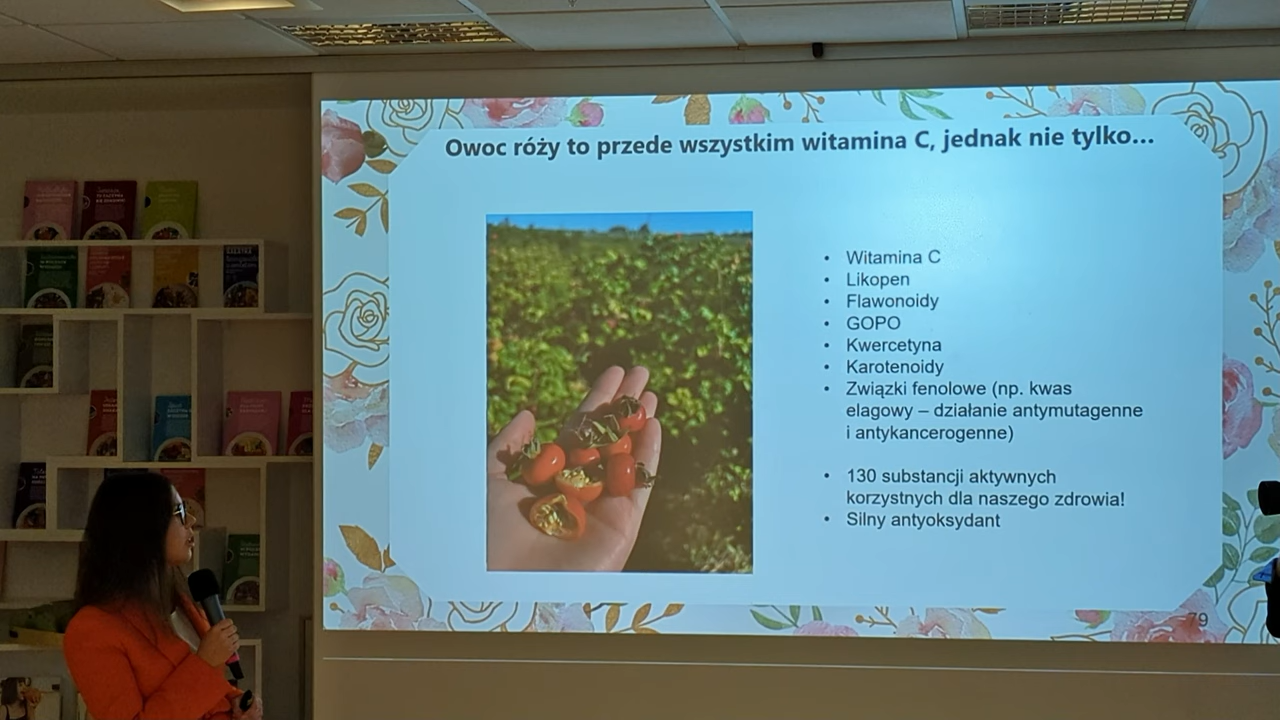 Owoc róży to przede wszystkim witamina C, jednak nie tylko...
• Witamina C
• Likopen
• Flawonoidy
• GOPO
• Kwercetyna
• Karotenoidy
• Związki fenolowe (np. kwas
elagowy – działanie antymutagenne
i antykancerogenne)
• 130 substancji aktywnych
korzystnych dla naszego zdrowia!
• Silny antyoksydant
79